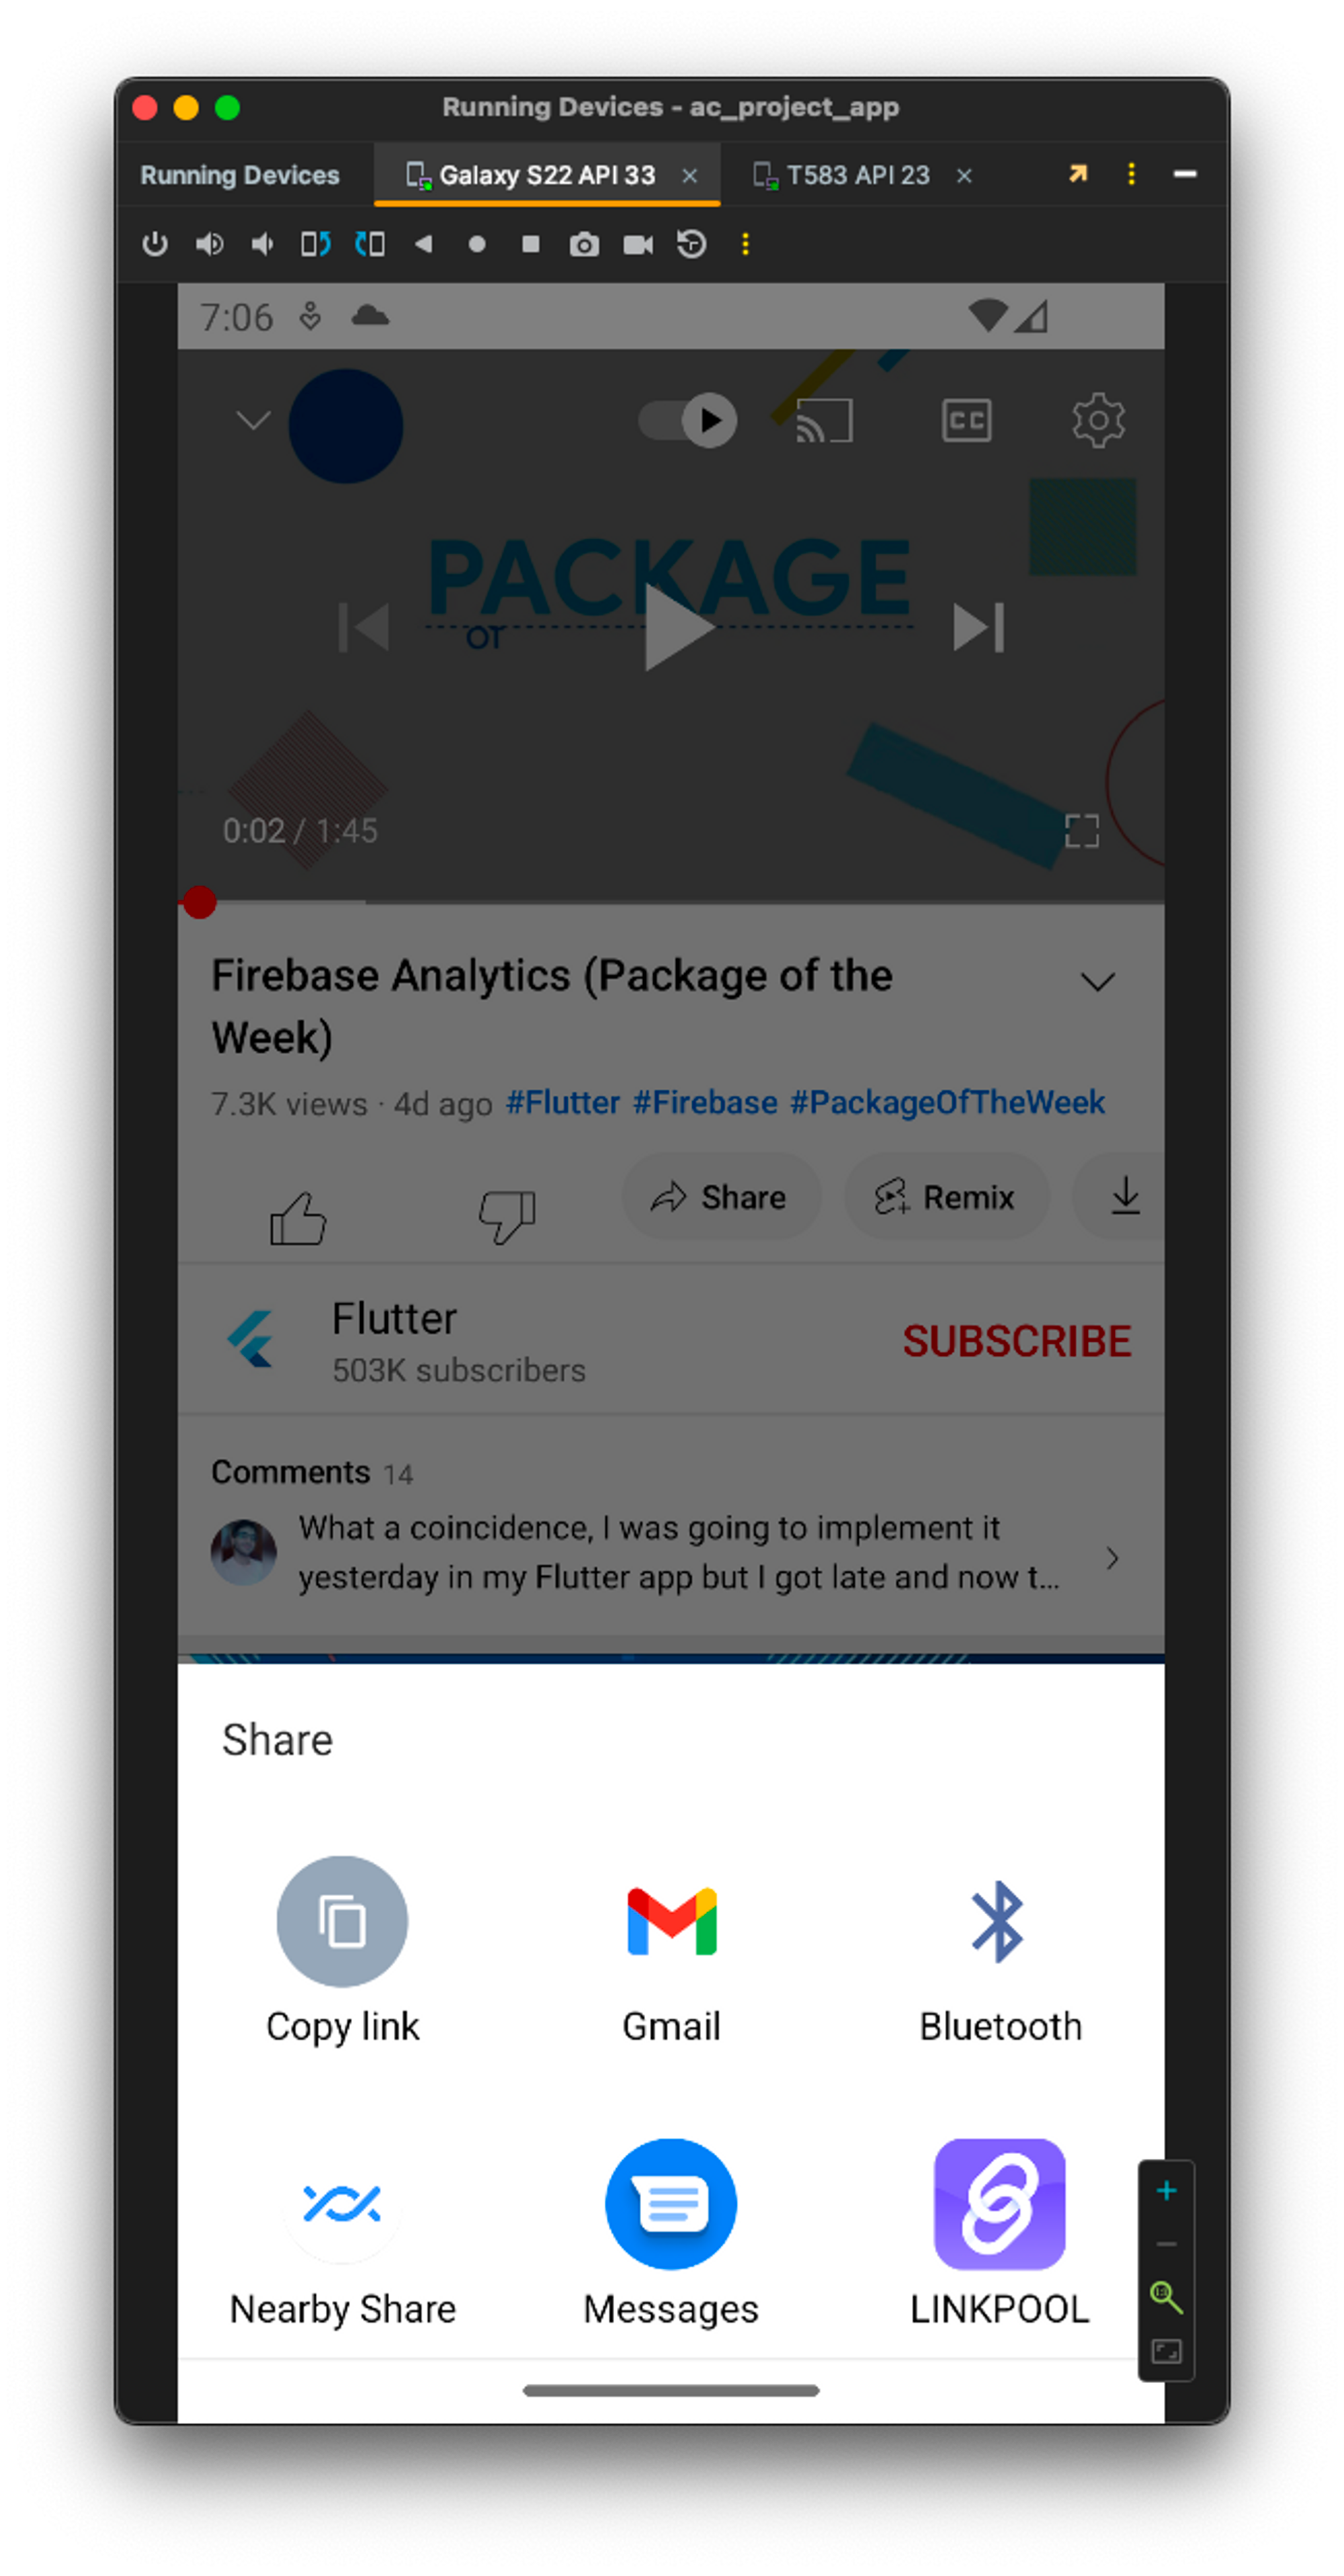 Running Devices - ac_project_app
Running Devices Galaxy S22 API 33 T583 API 23
7:06
CC
PACKAGE
OT
0:02 / 1:45
Firebase Analytics (Package of the
Week)
7.3K views · 4d ago #Flutter #Firebase #PackageOfTheWeek
Share Remix
Flutter
503K subscribers
SUBSCRIBE
Comments 14
What a coincidence, I was going to implement it
yesterday in my Flutter app but I got late and now t...
Share
Copy link Gmail Bluetooth
Nearby Share Messages LINKPOOL